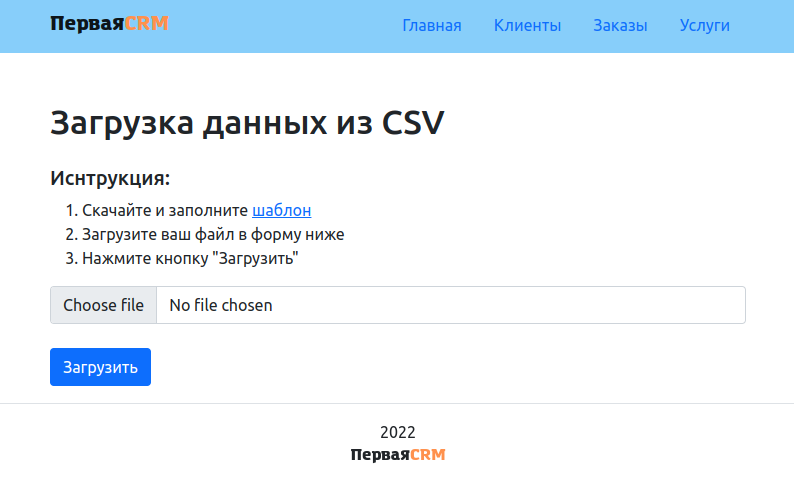 ПерваяCRM Главная Клиенты Заказы Услуги
Загрузка данных из CSV
Иснтрукция:
1. Скачайте и заполните шаблон
2. Загрузите ваш файл в форму ниже
3. Нажмите кнопку "Загрузить"
Choose file No file chosen
Загрузить
2022
ПерваяCRM